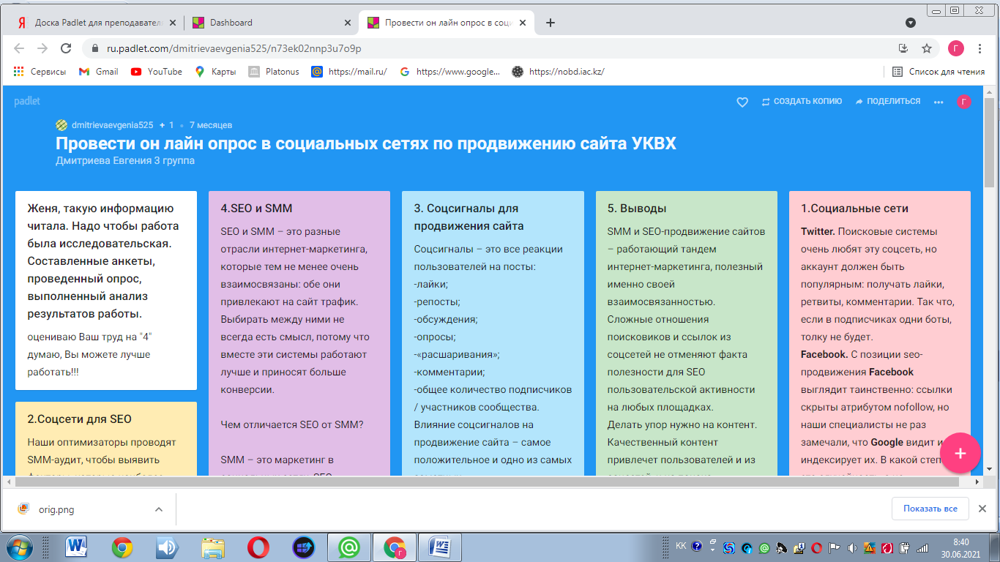 Доска Padlet для преподавател
Dashboard
Провести он лайн опрос в соци
ru.padlet.com/dmitrievaevgenia525/n73ek02nnp3u7o9p
Г
Сервисы
Gmail
YouTube
Карты
Platonus
https://mail.ru/
https://www.google...
https://nobd.iac.kz/
Список для чтения
padlet
СОЗДАТЬ КОПИЮ
ПОДЕЛИТЬСЯ
Г
dmitrievaevgenia525 + 1 • 7 месяцев
Провести он лайн опрос в социальных сетях по продвижению сайта УКВХ
Дмитриева Евгения 3 группа
Женя, такую информацию
читала. Надо чтобы работа
была исследовательская.
Составленные анкеты,
проведенный опрос,
выполненный анализ
результатов работы.
оцениваю Ваш труд на "4"
думаю, Вы можете лучше
работать!!!
2.Соцсети для SEO
Наши оптимизаторы проводят
SMM-аудит, чтобы выявить
4.SEO и SMM
SEO и SMM – это разные
отрасли интернет-маркетинга,
которые тем не менее очень
взаимосвязаны: обе они
привлекают на сайт трафик.
Выбирать между ними не
всегда есть смысл, потому что
вместе эти системы работают
лучше и приносят больше
конверсии.
Чем отличается SEO от SMM?
SMM – это маркетинг в
3. Соцсигналы для
продвижения сайта
Соцсигналы – это все реакции
пользователей на посты:
-лайки;
-репосты;
-обсуждения;
-опросы;
-«расшаривания»;
-комментарии;
-общее количество подписчиков
/ участников сообщества.
Влияние соцсигналов на
продвижение сайта – самое
положительное и одно из самых
5. Выводы
SMM и SEO-продвижение сайтов
– работающий тандем
интернет-маркетинга, полезный
именно своей
взаимосвязанностью.
Сложные отношения
поисковиков и ссылок из
соцсетей не отменяют факта
полезности для SEO
пользовательской активности
на любых площадках.
Делать упор нужно на контент.
Качественный контент
привлечет пользователей и из
1.Социальные сети
Twitter. Поисковые системы
очень любят эту соцсеть, но
аккаунт должен быть
популярным: получать лайки,
ретвиты, комментарии. Так что,
если в подписчиках одни боты,
толку не будет.
Facebook. С позиции seo-
продвижения Facebook
выглядит таинственно: ссылки
скрыты атрибутом nofollow, но
наши специалисты не раз
замечали, что Google видит и
индексирует их. В какой степ
orig.png
Показать все
KK
8:40
30.06.2021